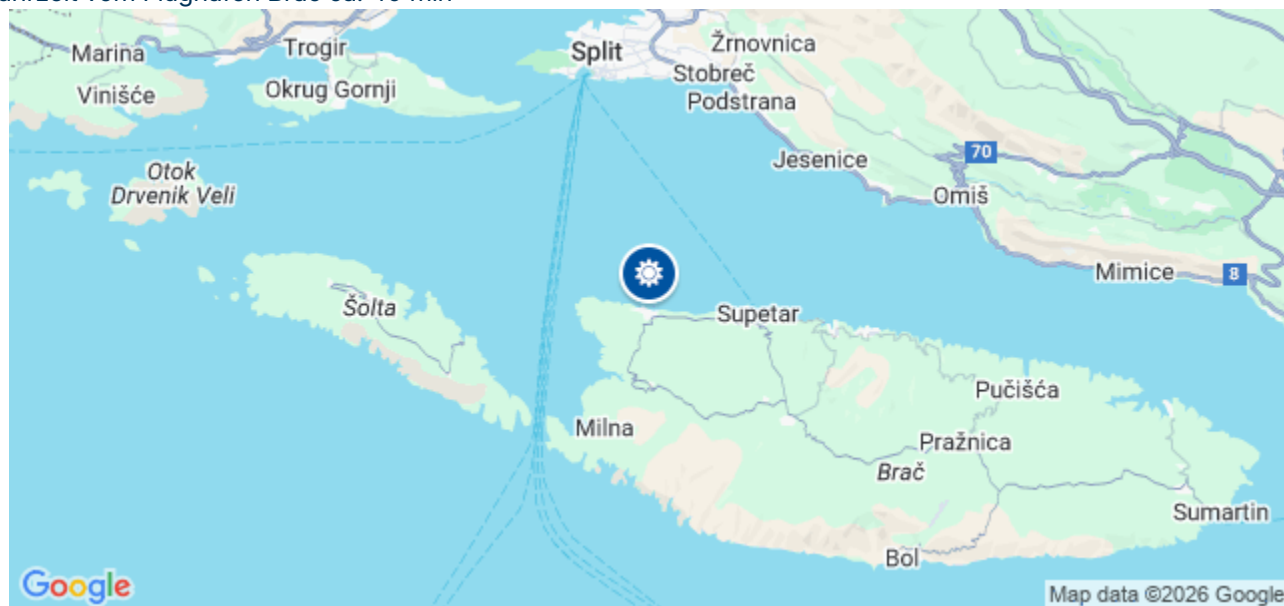 Marina
Trogir
Split
Žrnovnica
Stobreč
Vinišće
Okrug Gornji
Podstrana
Jesenice
70
Otok
Drvenik Veli
Omiš
Mimice
8
Šolta
Supetar
Pučišća
Milna
Pražnica
Brač
Sumartin
Bol
Google
Map data ©2026 Google